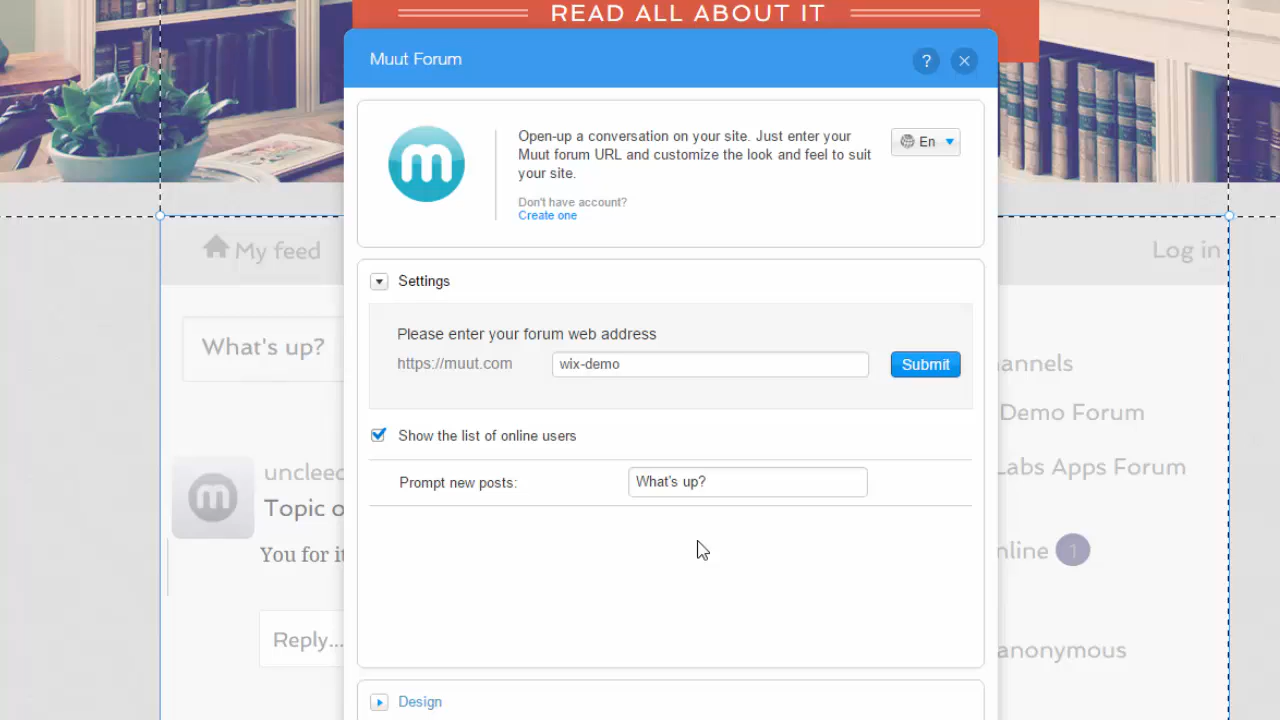 READ ALL ABOUT IT
Muut Forum
?
Open-up a conversation on your site. Just enter your
Muut forum URL and customize the look and feel to suit
your site.
Don't have account?
Create one
En
My feed
Log in
Settings
Please enter your forum web address
https://muut.com
wix-demo
Submit
What's up?
annels
Demo Forum
Show the list of online users
Labs Apps Forum
Prompt new posts:
What's up?
uncleed
Topic o
You for it
nline 1
Reply...
anonymous
Design